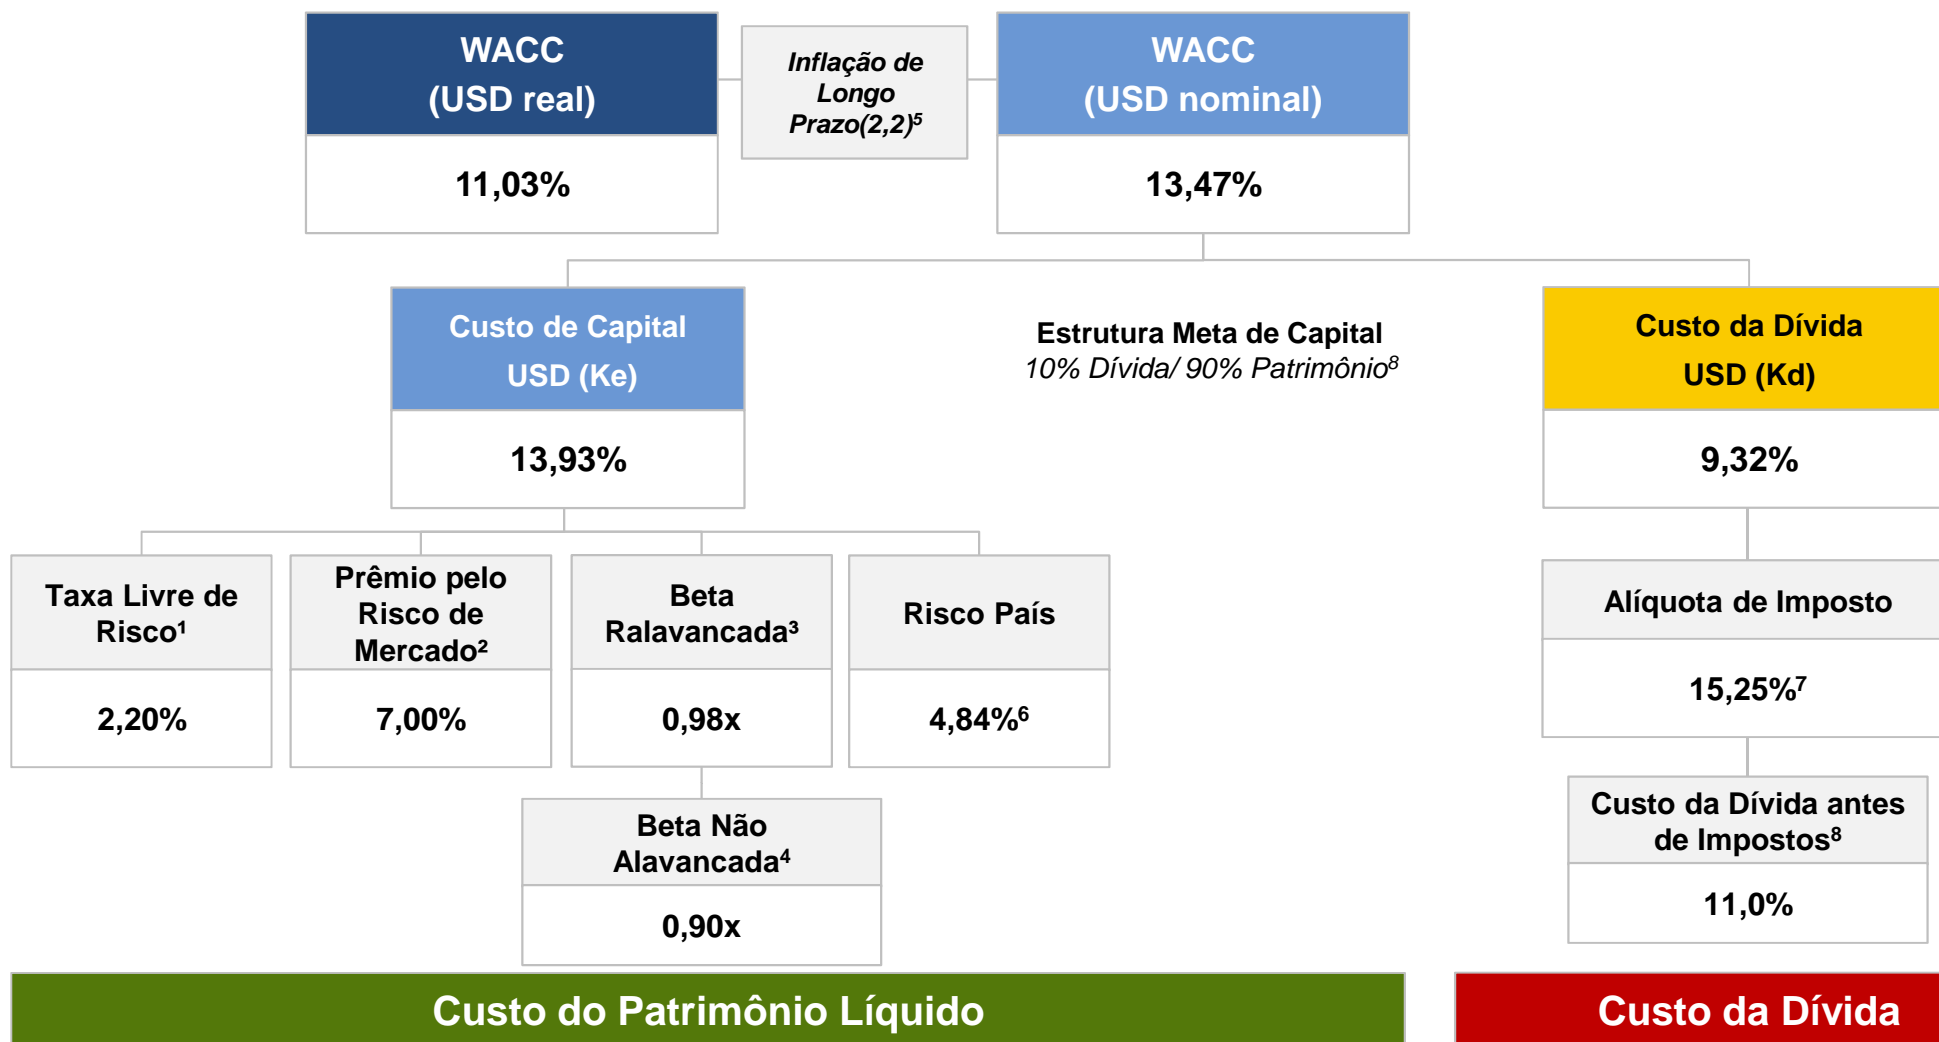 WACC
(USD real)
11,03%
Inflação de
Longo
Prazo(2,2)⁵
WACC
(USD nominal)
13,47%
Custo de Capital
USD (Ke)
13,93%
Estrutura Meta de Capital
10% Dívida/ 90% Patrimônio⁸
Custo da Dívida
USD (Kd)
9,32%
Taxa Livre de
Risco¹
2,20%
Prêmio pelo
Risco de
Mercado²
7,00%
Beta
Ralavancada³
0,98x
Risco País
4,84%⁶
Alíquota de Imposto
15,25%⁷
Beta Não
Alavancada⁴
0,90x
Custo da Dívida antes
de Impostos⁸
11,0%
Custo do Patrimônio Líquido
Custo da Dívida